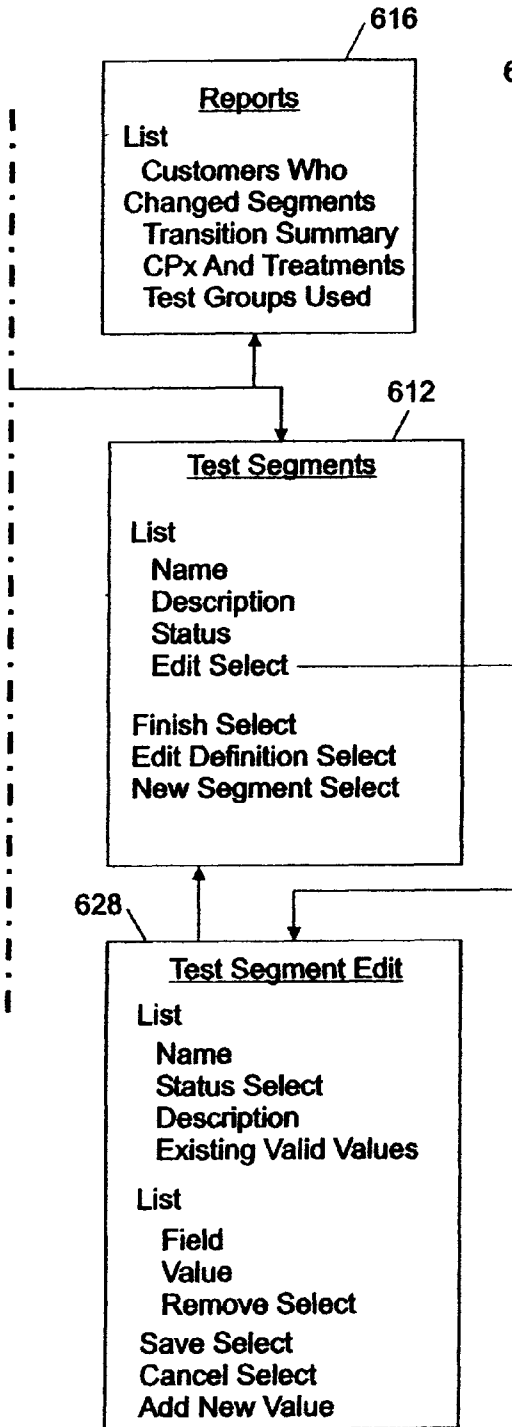 616
6
Reports
List
Customers Who
Changed Segments
Transition Summary
CPx And Treatments
Test Groups Used
612
Test Segments
List
Name
Description
Status
Edit Select
Finish Select
Edit Definition Select
New Segment Select
628
Test Segment Edit
List
Name
Status Select
Description
Existing Valid Values
List
Field
Value
Remove Select
Save Select
Cancel Select
Add New Value